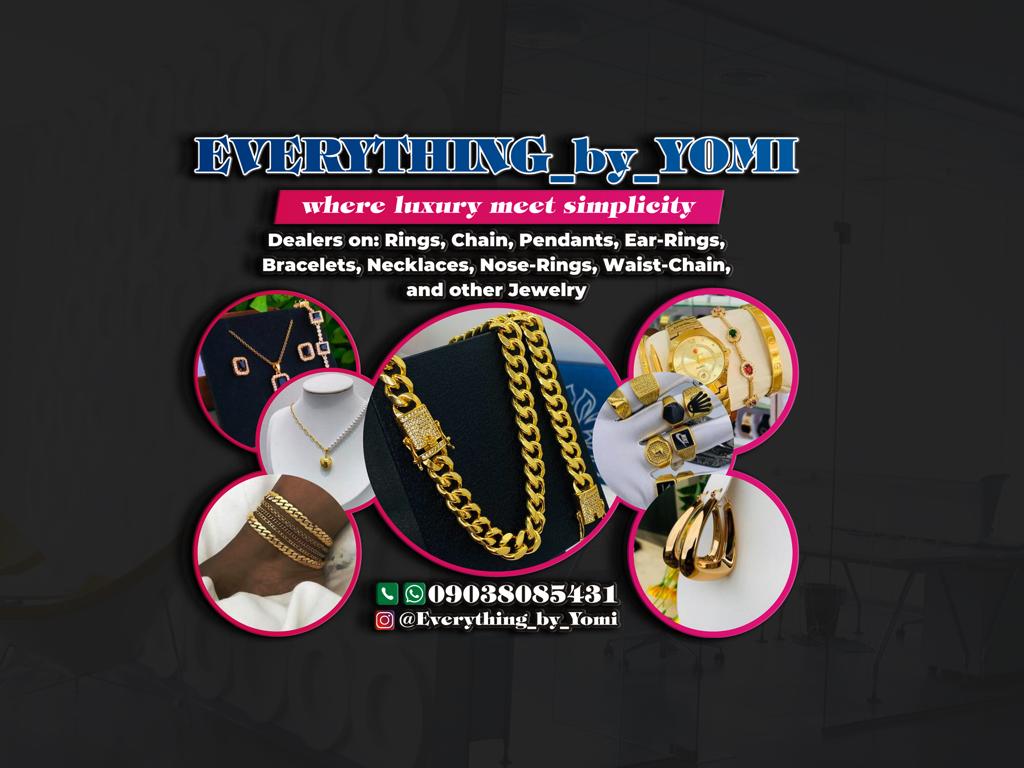 EVERYTHING_by_YOMI
where luxury meet simplicity
Dealers on: Rings, Chain, Pendants, Ear-Rings,
Bracelets, Necklaces, Nose-Rings, Waist-Chain,
and other Jewelry
09038085431
@Everything_by_Yomi